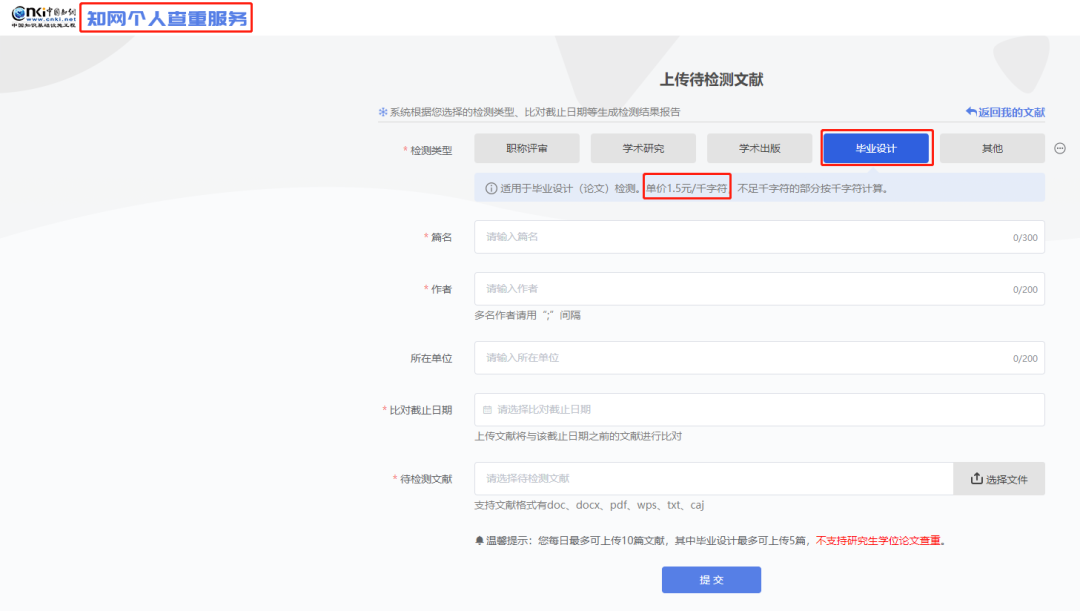 CNKI 中国知网
www.cnki.net
中国知识基础设施工程
知网个人查重服务
上传待检测文献
系统根据您选择的检测类型、比对截止日期等生成检测结果报告
返回我的文献
* 检测类型 职称评审 学术研究 学术出版 毕业设计 其他
适用于毕业设计（论文）检测。单价1.5元/千字符，不足千字符的部分按千字符计算。
* 篇名 请输入篇名 0/300
* 作者 请输入作者 0/200
多名作者请用“;”间隔
所在单位 请输入所在单位 0/200
* 比对截止日期 请选择比对截止日期
上传文献将与该截止日期之前的文献进行比对
* 待检测文献 请选择待检测文献 选择文件
支持文献格式有doc、docx、pdf、wps、txt、caj
温馨提示：您每日最多可上传10篇文献，其中毕业设计最多可上传5篇，不支持研究生学位论文查重。
提交